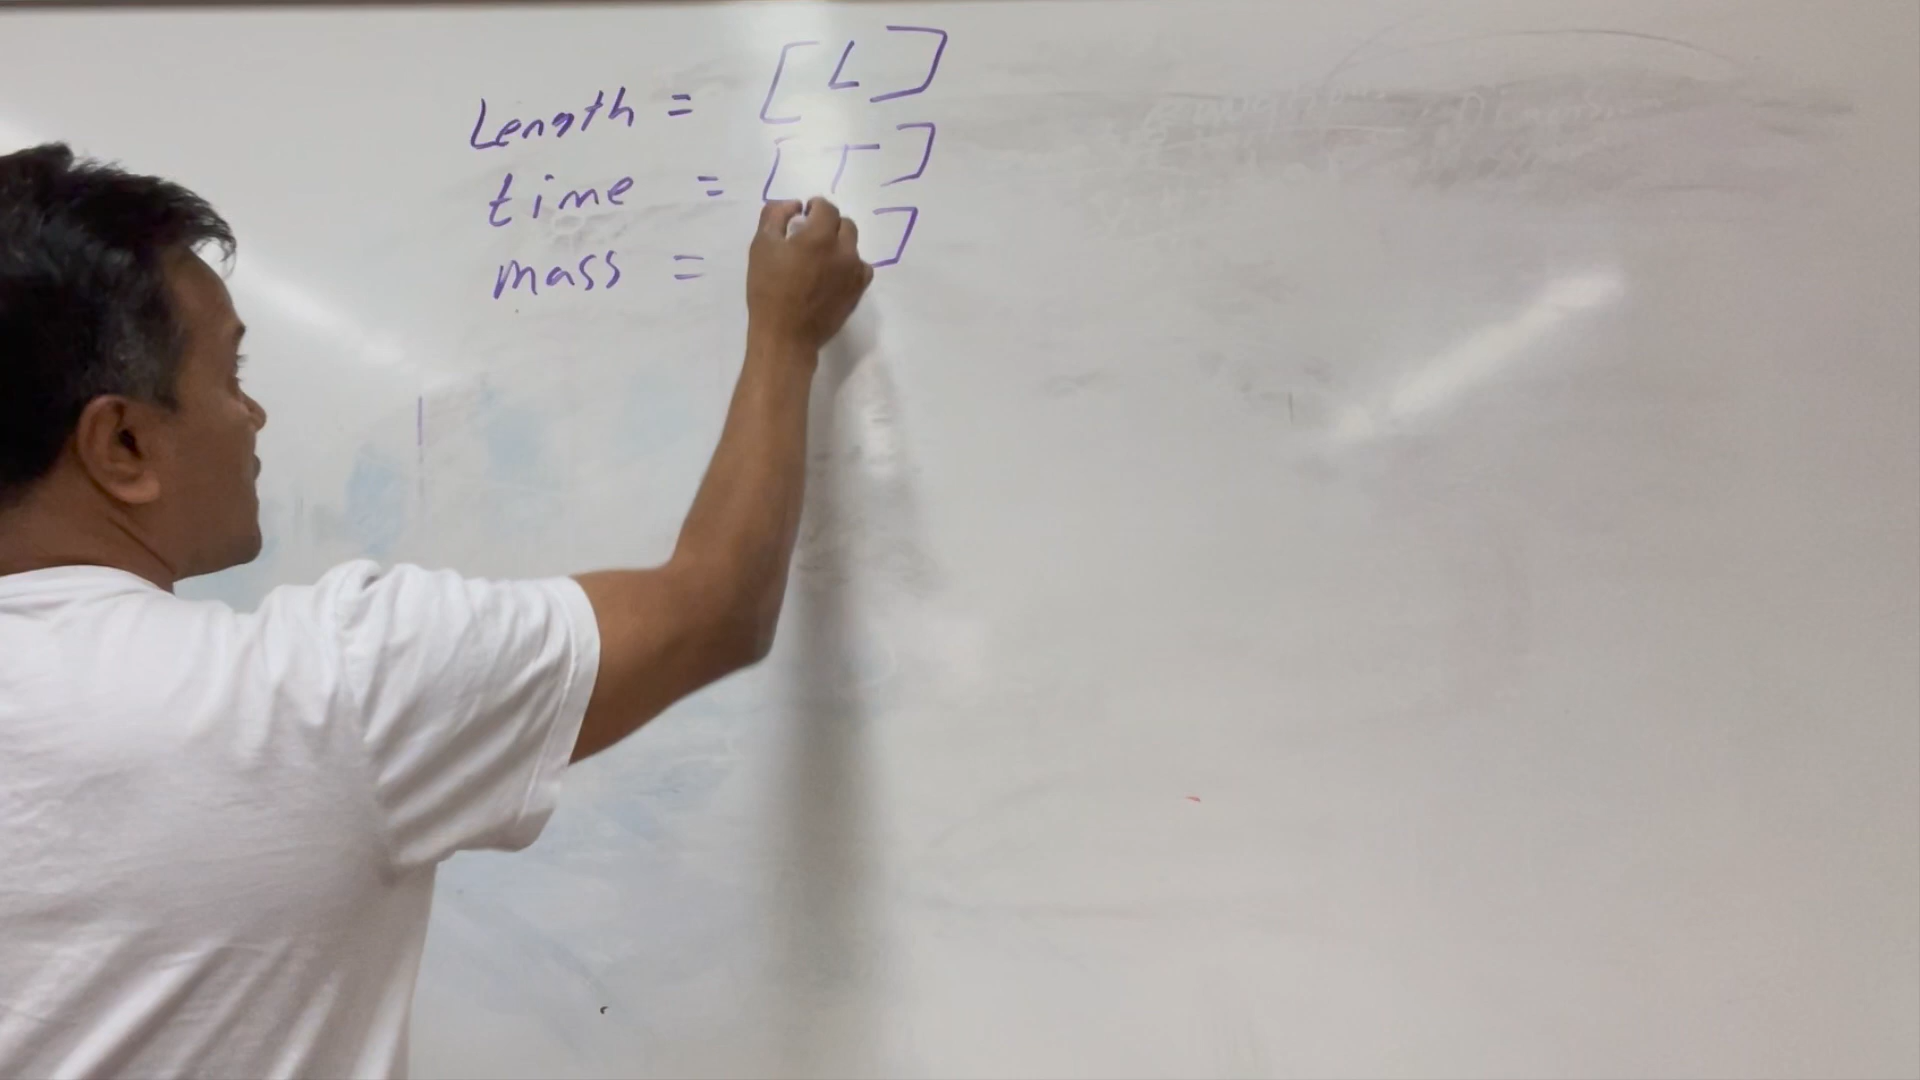 Length = [L]
time = [T]
mass = ]